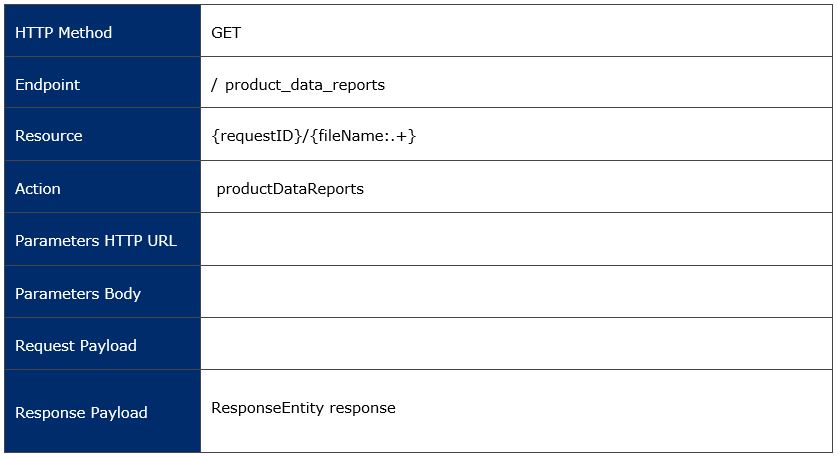 HTTP Method GET
Endpoint / product_data_reports
Resource {requestID}/{fileName:.+}
Action productDataReports
Parameters HTTP URL
Parameters Body
Request Payload
Response Payload ResponseEntity response